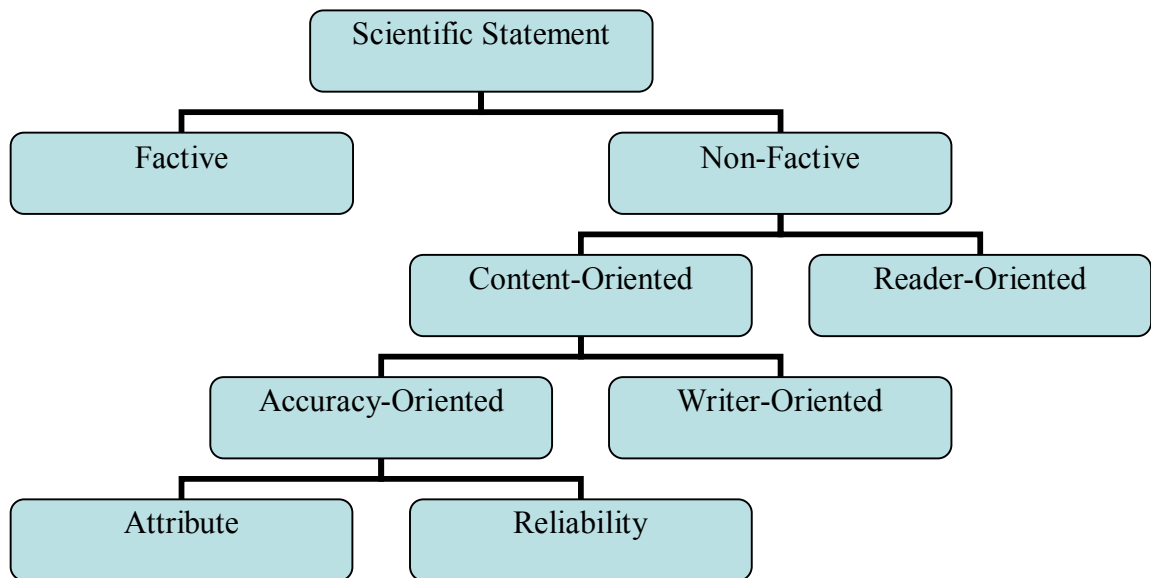 Scientific Statement
Factive
Non-Factive
Content-Oriented
Reader-Oriented
Accuracy-Oriented
Writer-Oriented
Attribute
Reliability